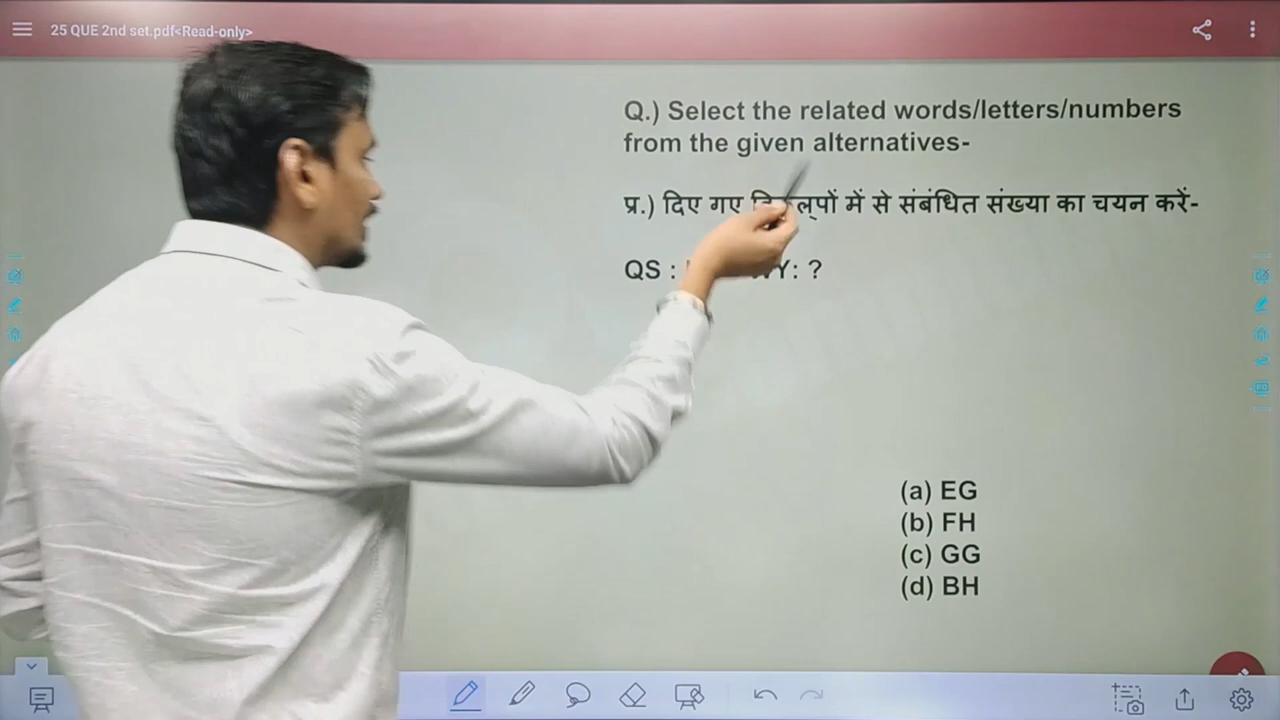 25 QUE 2nd set.pdf<Read-only>
Q.) Select the related words/letters/numbers
from the given alternatives-
प्र.) दिए गए में से संबंधित संख्या का चयन करें-
QS : Y: ?
(a) EG
(b) FH
(c) GG
(d) BH